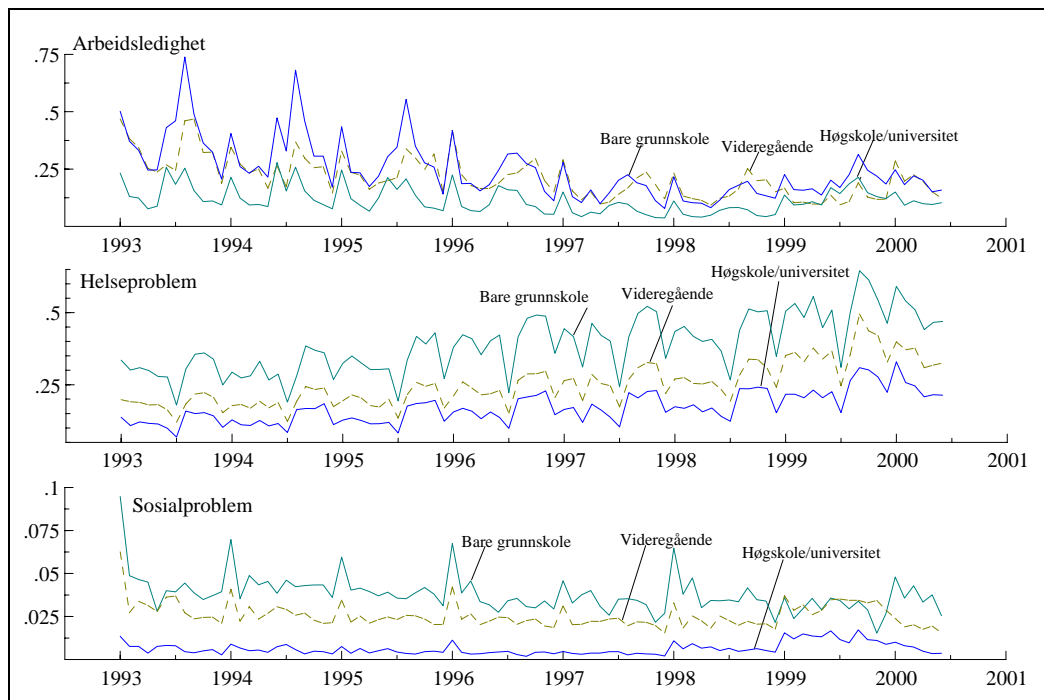 Arbeidsledighet
.75
.5
.25
Bare grunnskole
Videregående
Høgskole/universitet
1993 1994 1995 1996 1997 1998 1999 2000 2001
Helseproblem
.5
.25
Bare grunnskole
Videregående
Høgskole/universitet
1993 1994 1995 1996 1997 1998 1999 2000 2001
Sosialproblem
.1
.075
.05
.025
Bare grunnskole
Videregående
Høgskole/universitet
1993 1994 1995 1996 1997 1998 1999 2000 2001